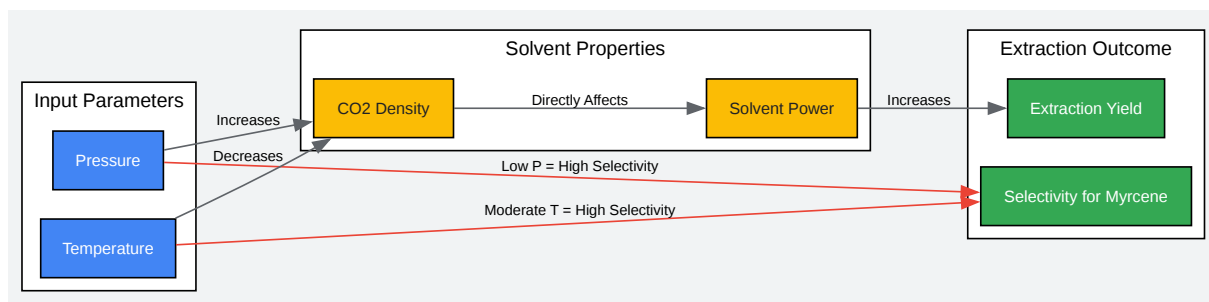 Solvent Properties
Extraction Outcome
Input Parameters
CO2 Density
Directly Affects
Solvent Power
Increases
Extraction Yield
Increases
Pressure
Decreases
Low P = High Selectivity
Selectivity for Myrcene
Moderate T = High Selectivity
Temperature